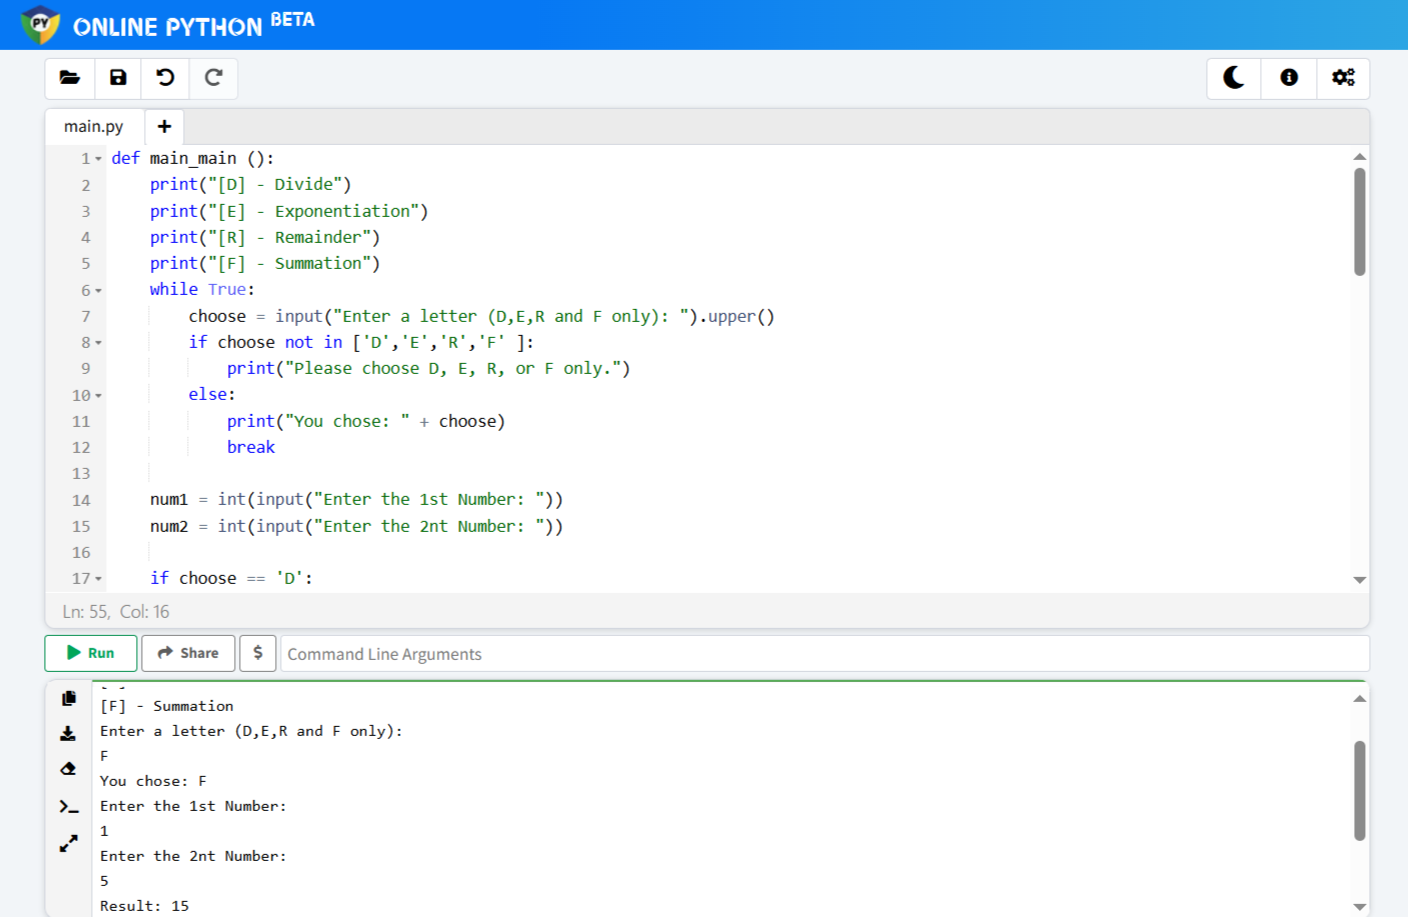 PY ONLINE PYTHON BETA
main.py +
1 def main_main ():
2     print("[D] - Divide")
3     print("[E] - Exponentiation")
4     print("[R] - Remainder")
5     print("[F] - Summation")
6     while True:
7         choose = input("Enter a letter (D,E,R and F only): ").upper()
8         if choose not in ['D','E','R','F' ]:
9             print("Please choose D, E, R, or F only.")
10         else:
11             print("You chose: " + choose)
12             break
13
14     num1 = int(input("Enter the 1st Number: "))
15     num2 = int(input("Enter the 2nt Number: "))
16
17     if choose == 'D':
Ln: 55, Col: 16
Run Share $ Command Line Arguments
[F] - Summation
Enter a letter (D,E,R and F only):
F
You chose: F
Enter the 1st Number:
1
Enter the 2nt Number:
5
Result: 15